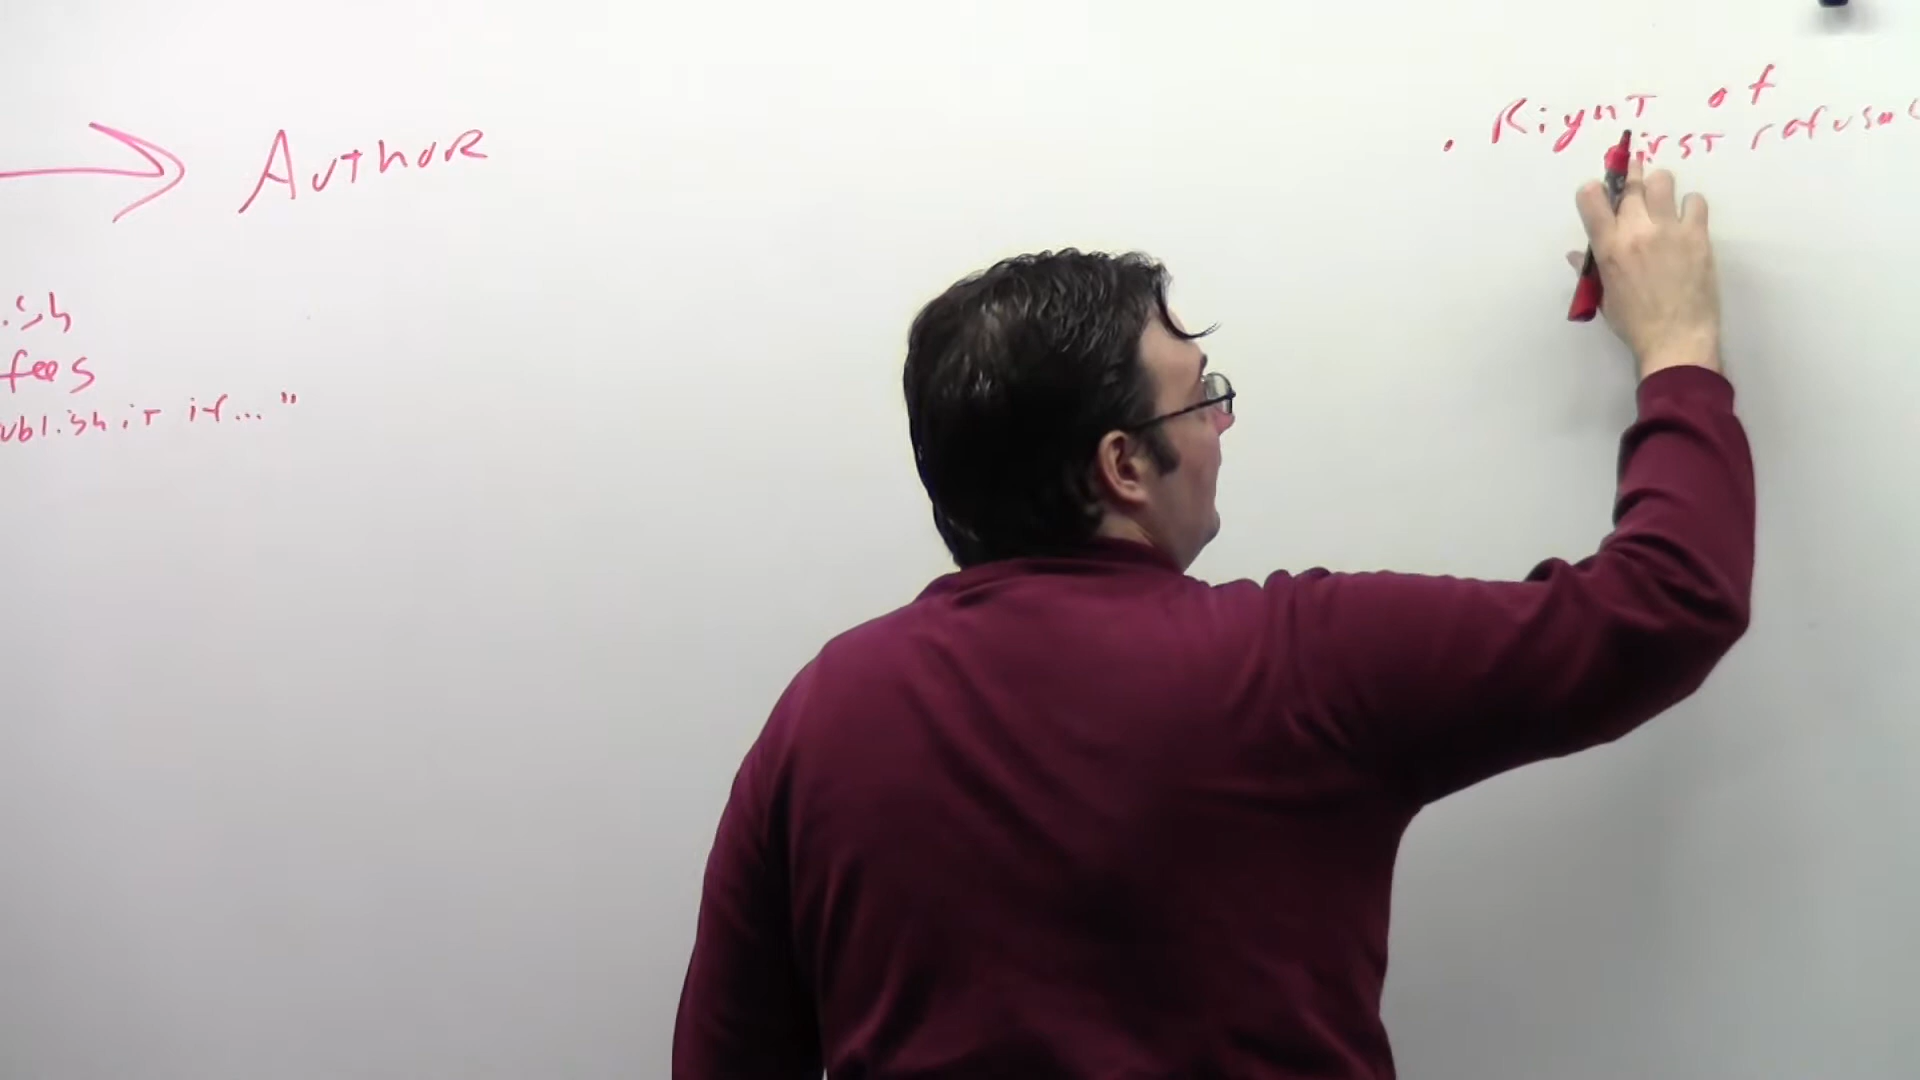 AUTHOR
fees
ublish it if..."
. Right of
first refusal